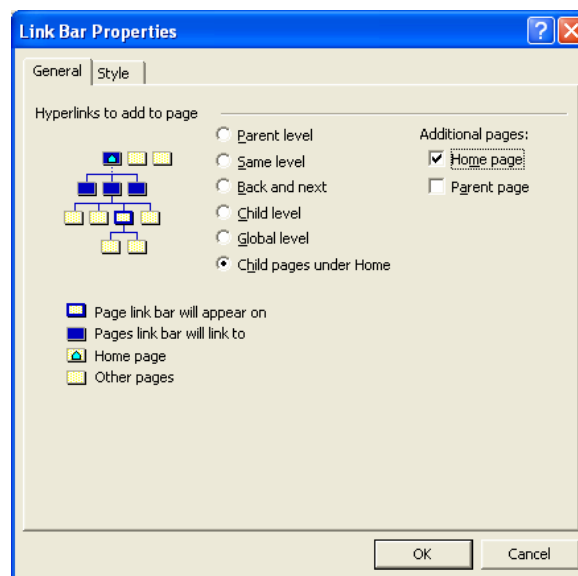 Link Bar Properties
General
Style
Hyperlinks to add to page
Parent level
Same level
Back and next
Child level
Global level
Child pages under Home
Additional pages:
Home page
Parent page
Page link bar will appear on
Pages link bar will link to
Home page
Other pages
OK
Cancel